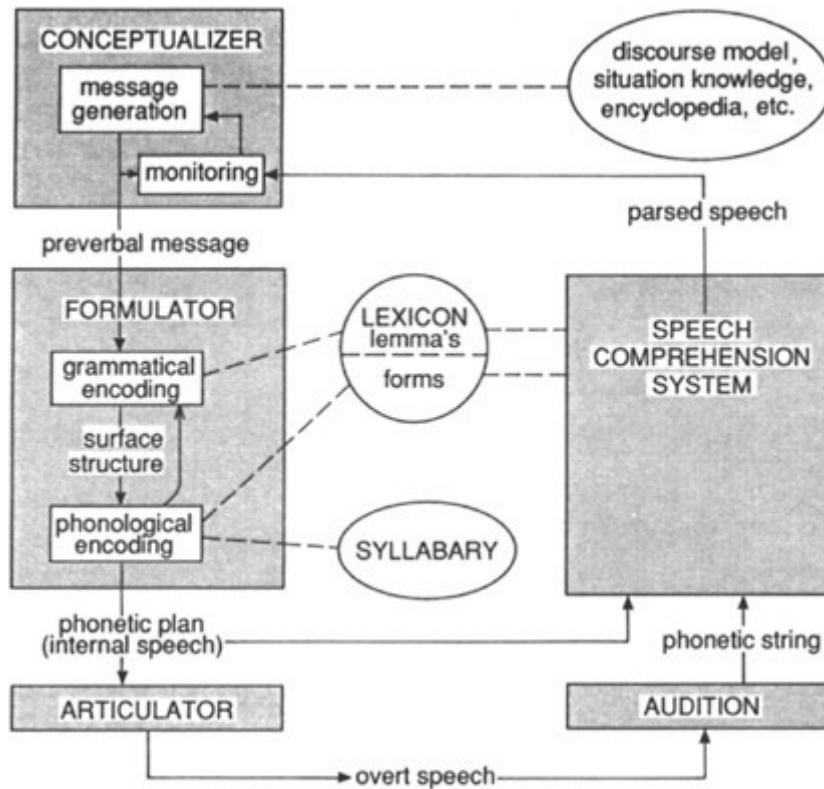 CONCEPTUALIZER
message
generation
monitoring
discourse model,
situation knowledge,
encyclopedia, etc.
parsed speech
preverbal message
FORMULATOR
grammatical
encoding
surface
structure
phonological
encoding
LEXICON
lemma's
forms
SYLLABARY
SPEECH
COMPREHENSION
SYSTEM
phonetic plan
(internal speech)
phonetic string
ARTICULATOR
AUDITION
overt speech